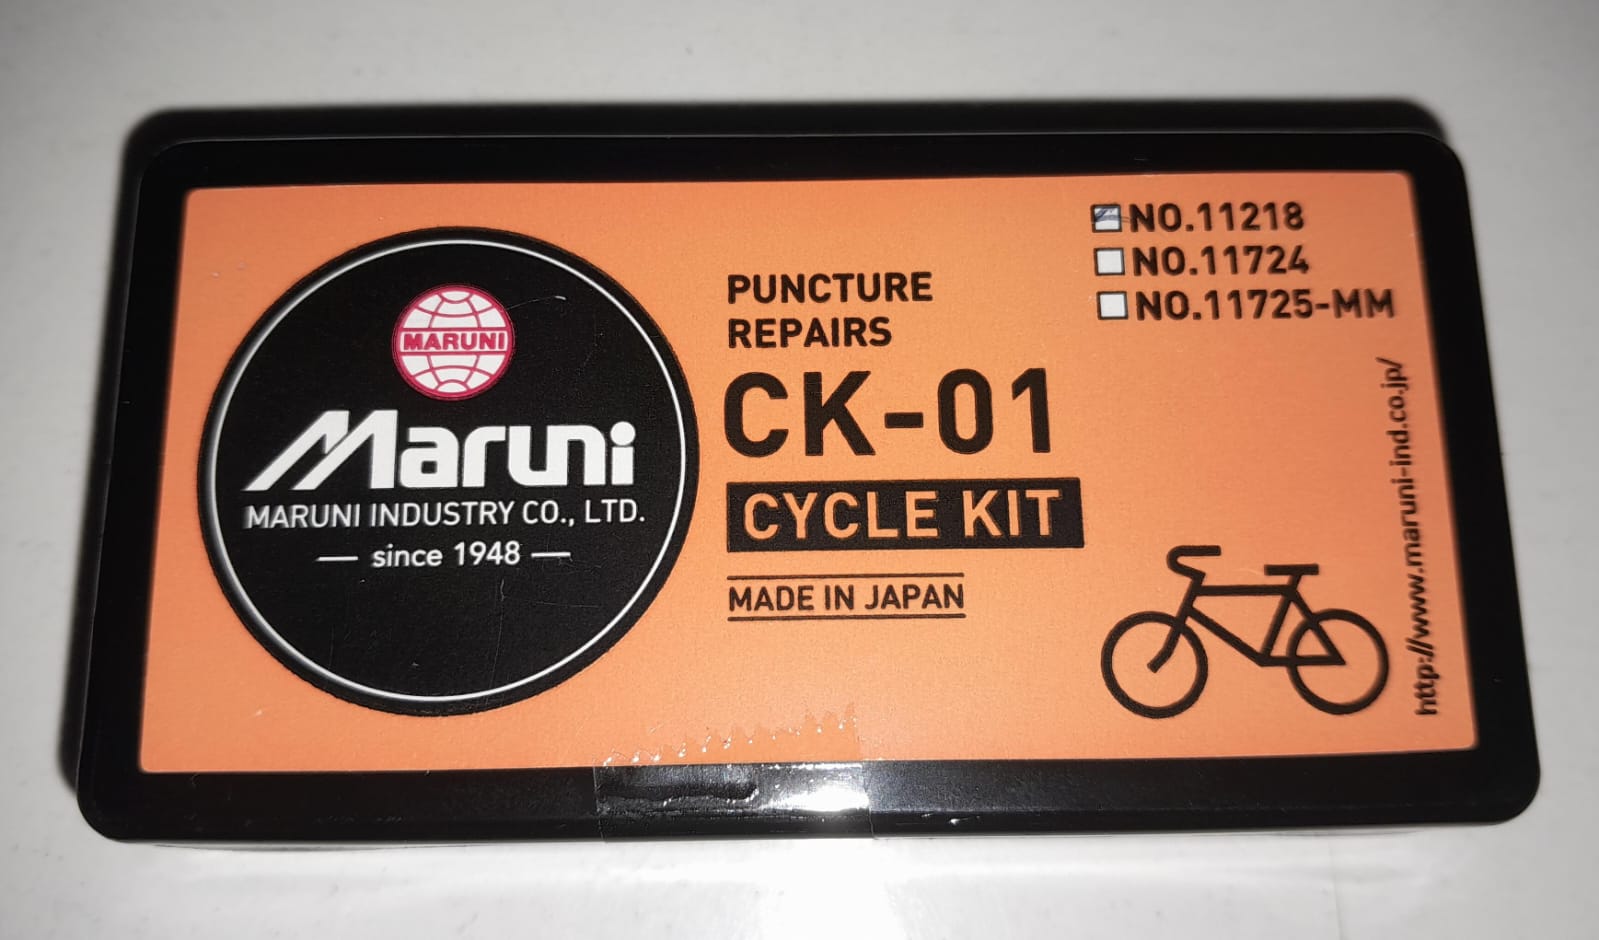 MARUNI
Maruni
MARUNI INDUSTRY CO., LTD.
since 1948
PUNCTURE
REPAIRS
CK-01
CYCLE KIT
MADE IN JAPAN
NO.11218
NO.11724
NO.11725-MM
http://www.maruni-ind.co.jp/